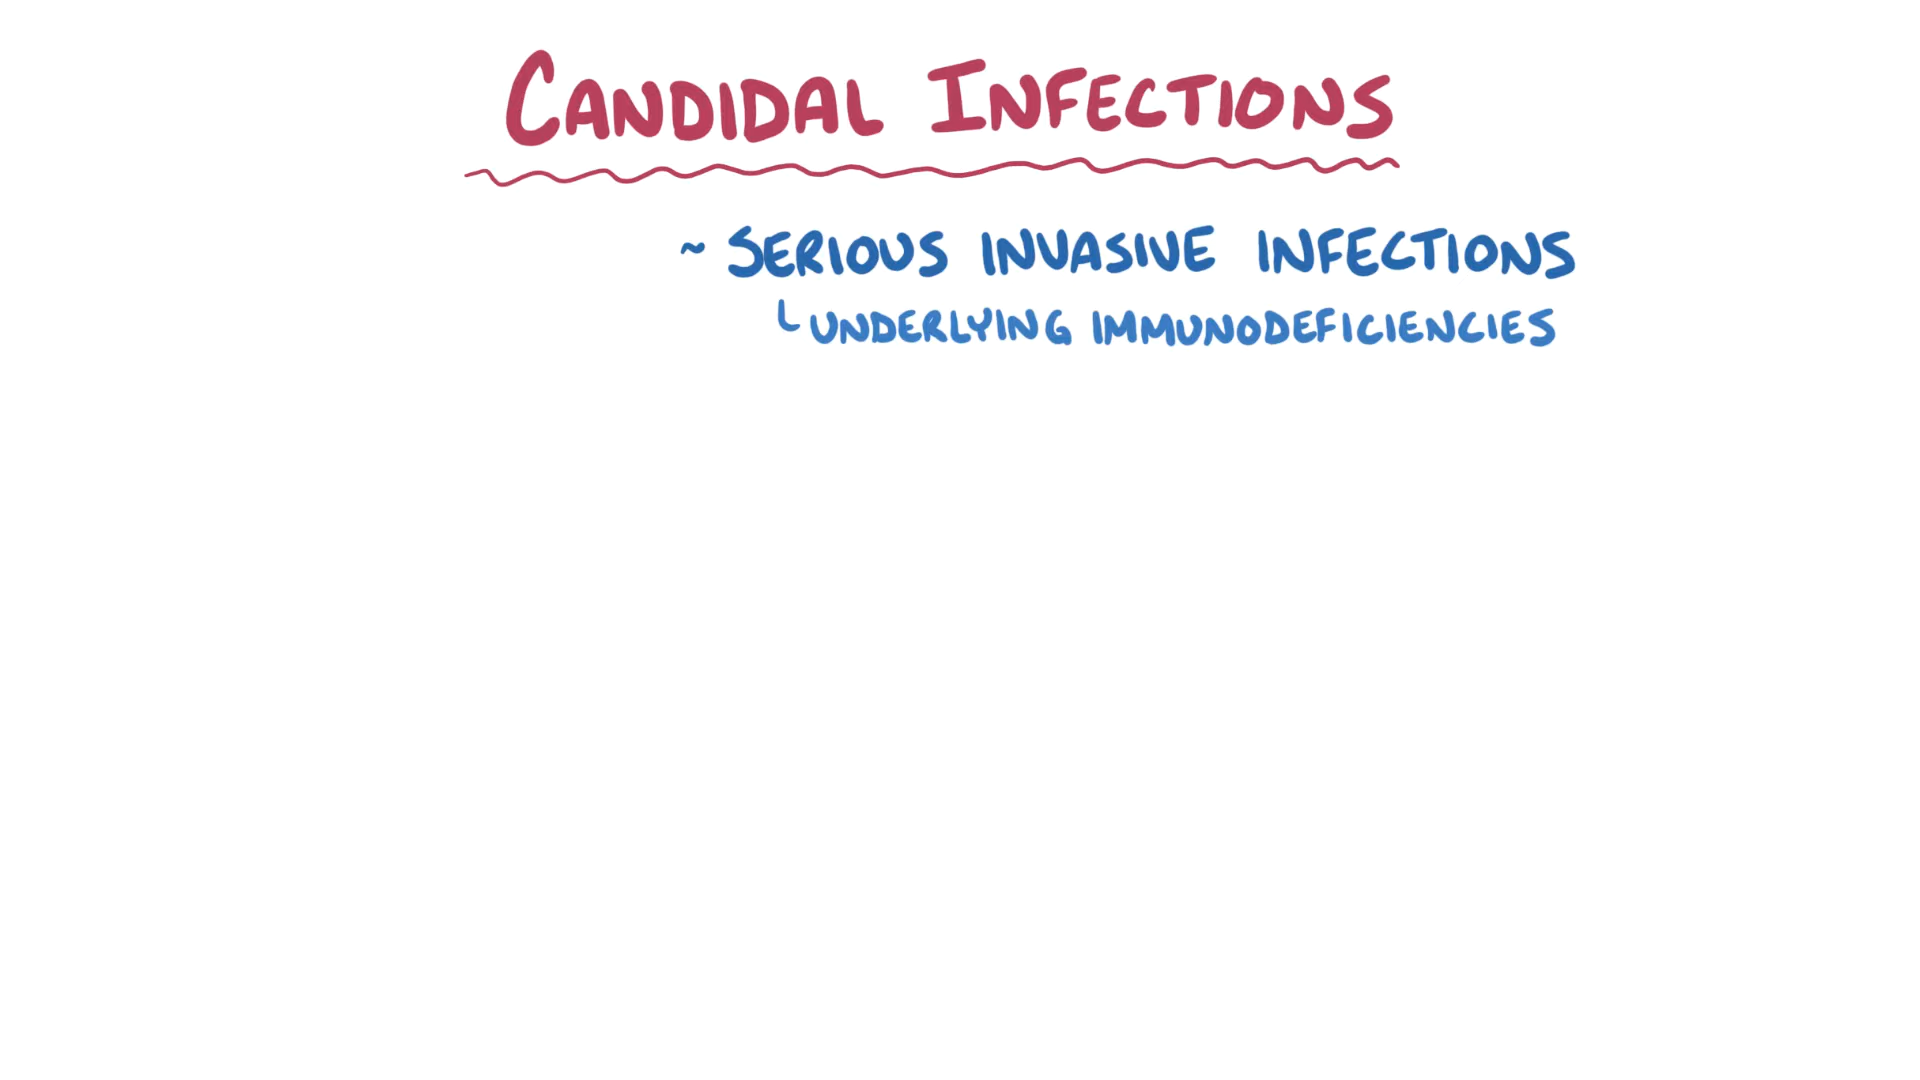 CANDIDAL INFECTIONS
~ SERIOUS INVASIVE INFECTIONS
UNDERLYING IMMUNODEFICIENCIES